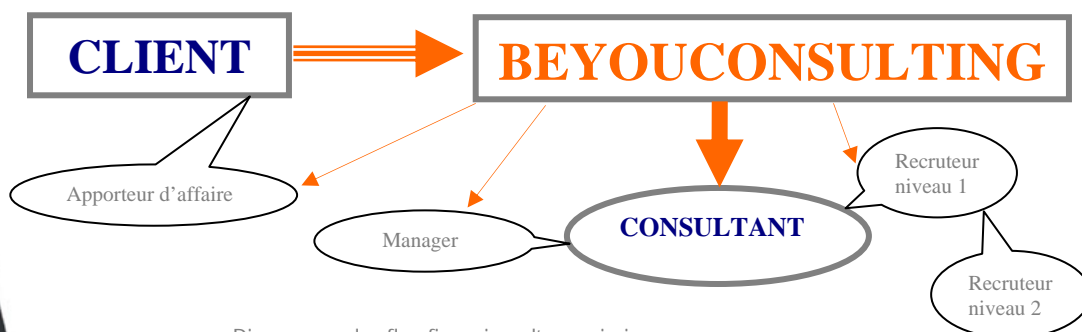 CLIENT
BEYOUCONSULTING
Recruteur
niveau 1
Apporteur d’affaire
CONSULTANT
Manager
Recruteur
niveau 2